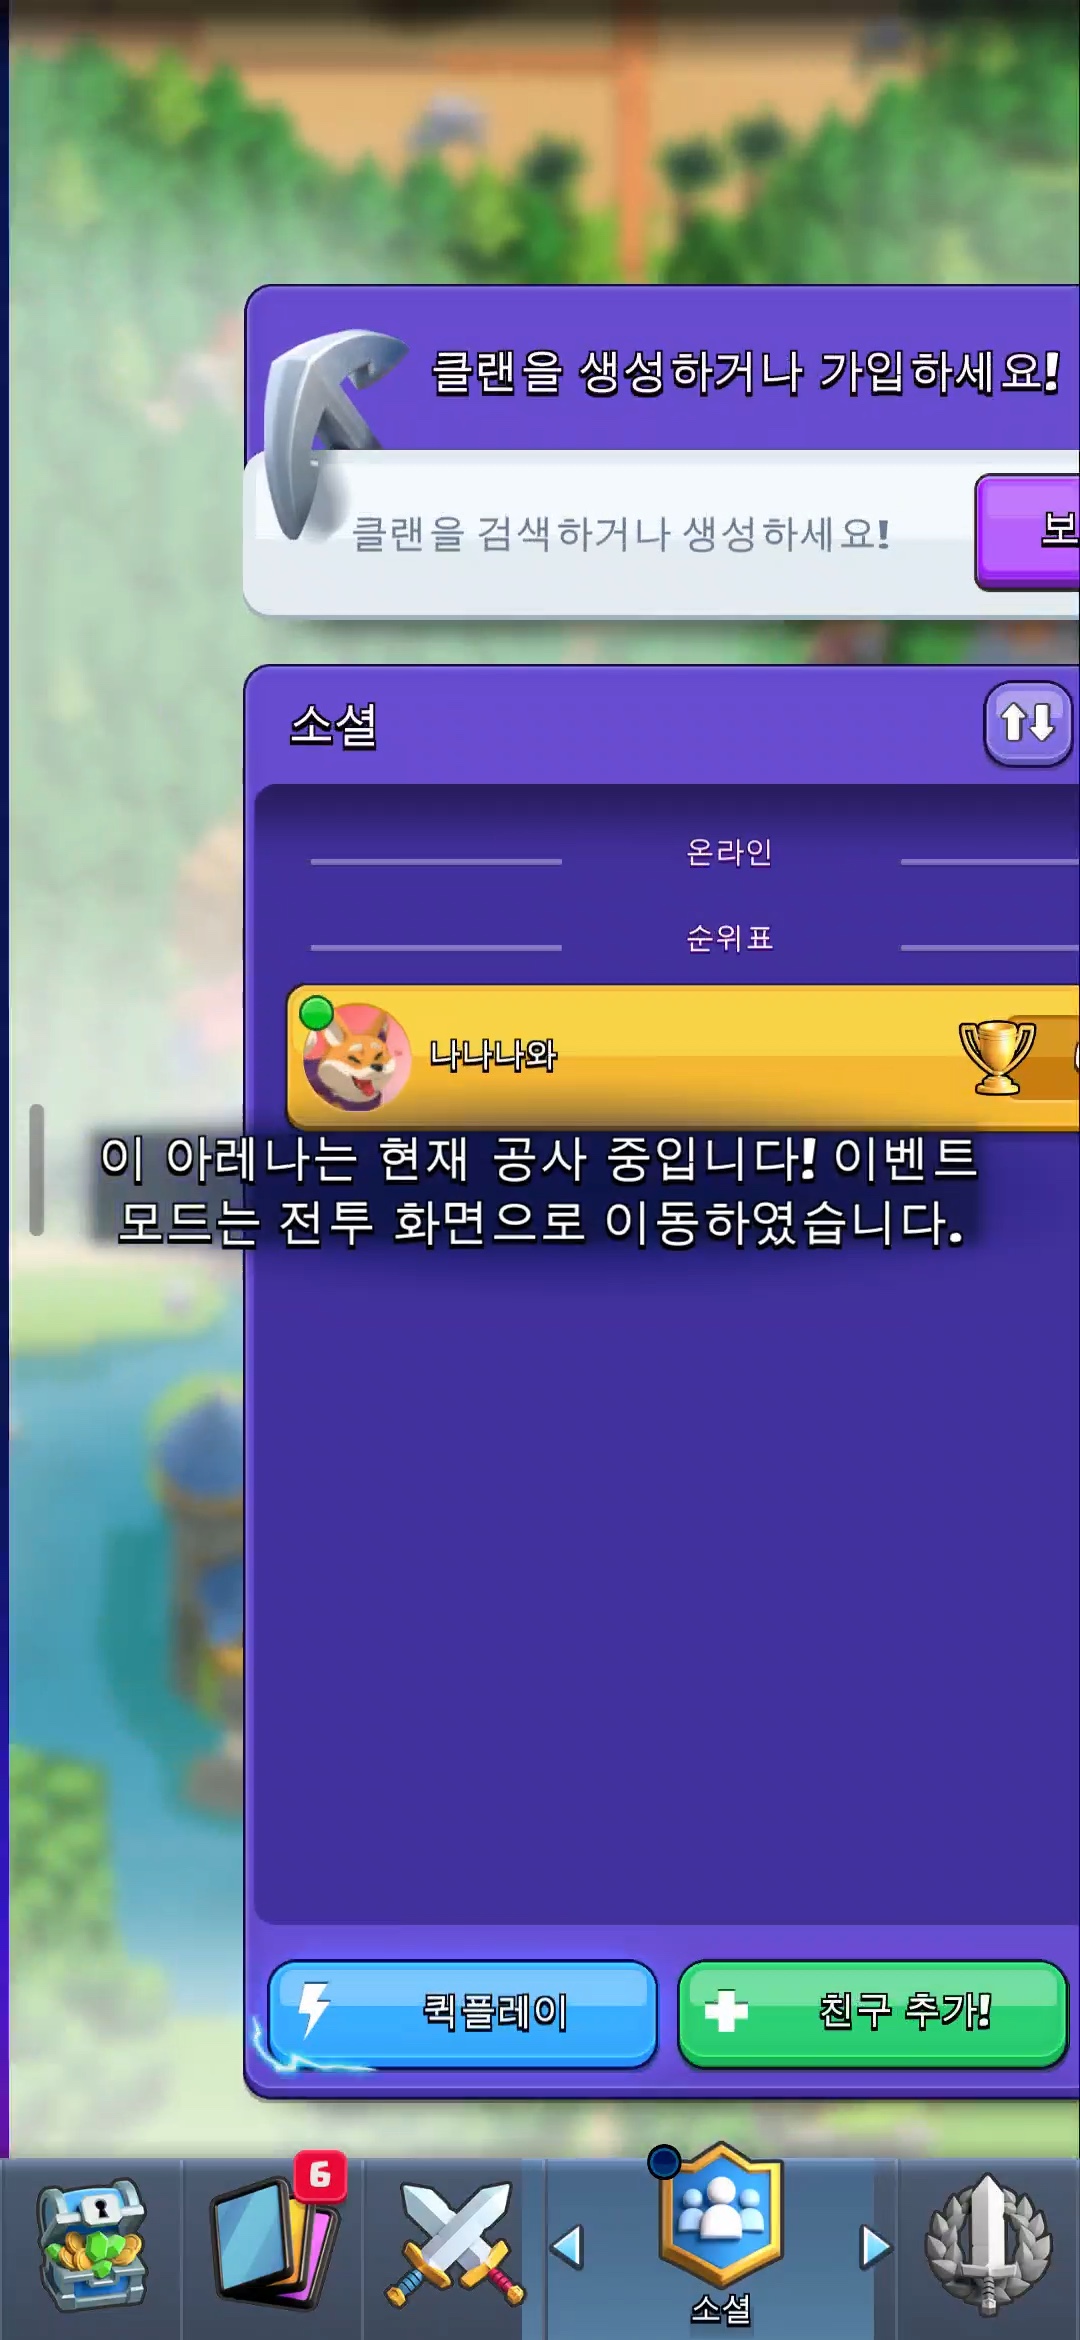 클랜을 생성하거나 가입하세요!
클랜을 검색하거나 생성하세요!
소셜
온라인
순위표
나나나와
이 아레나는 현재 공사 중입니다! 이벤트
모드는 전투 화면으로 이동하였습니다.
퀵플레이
친구 추가!
6
소셜